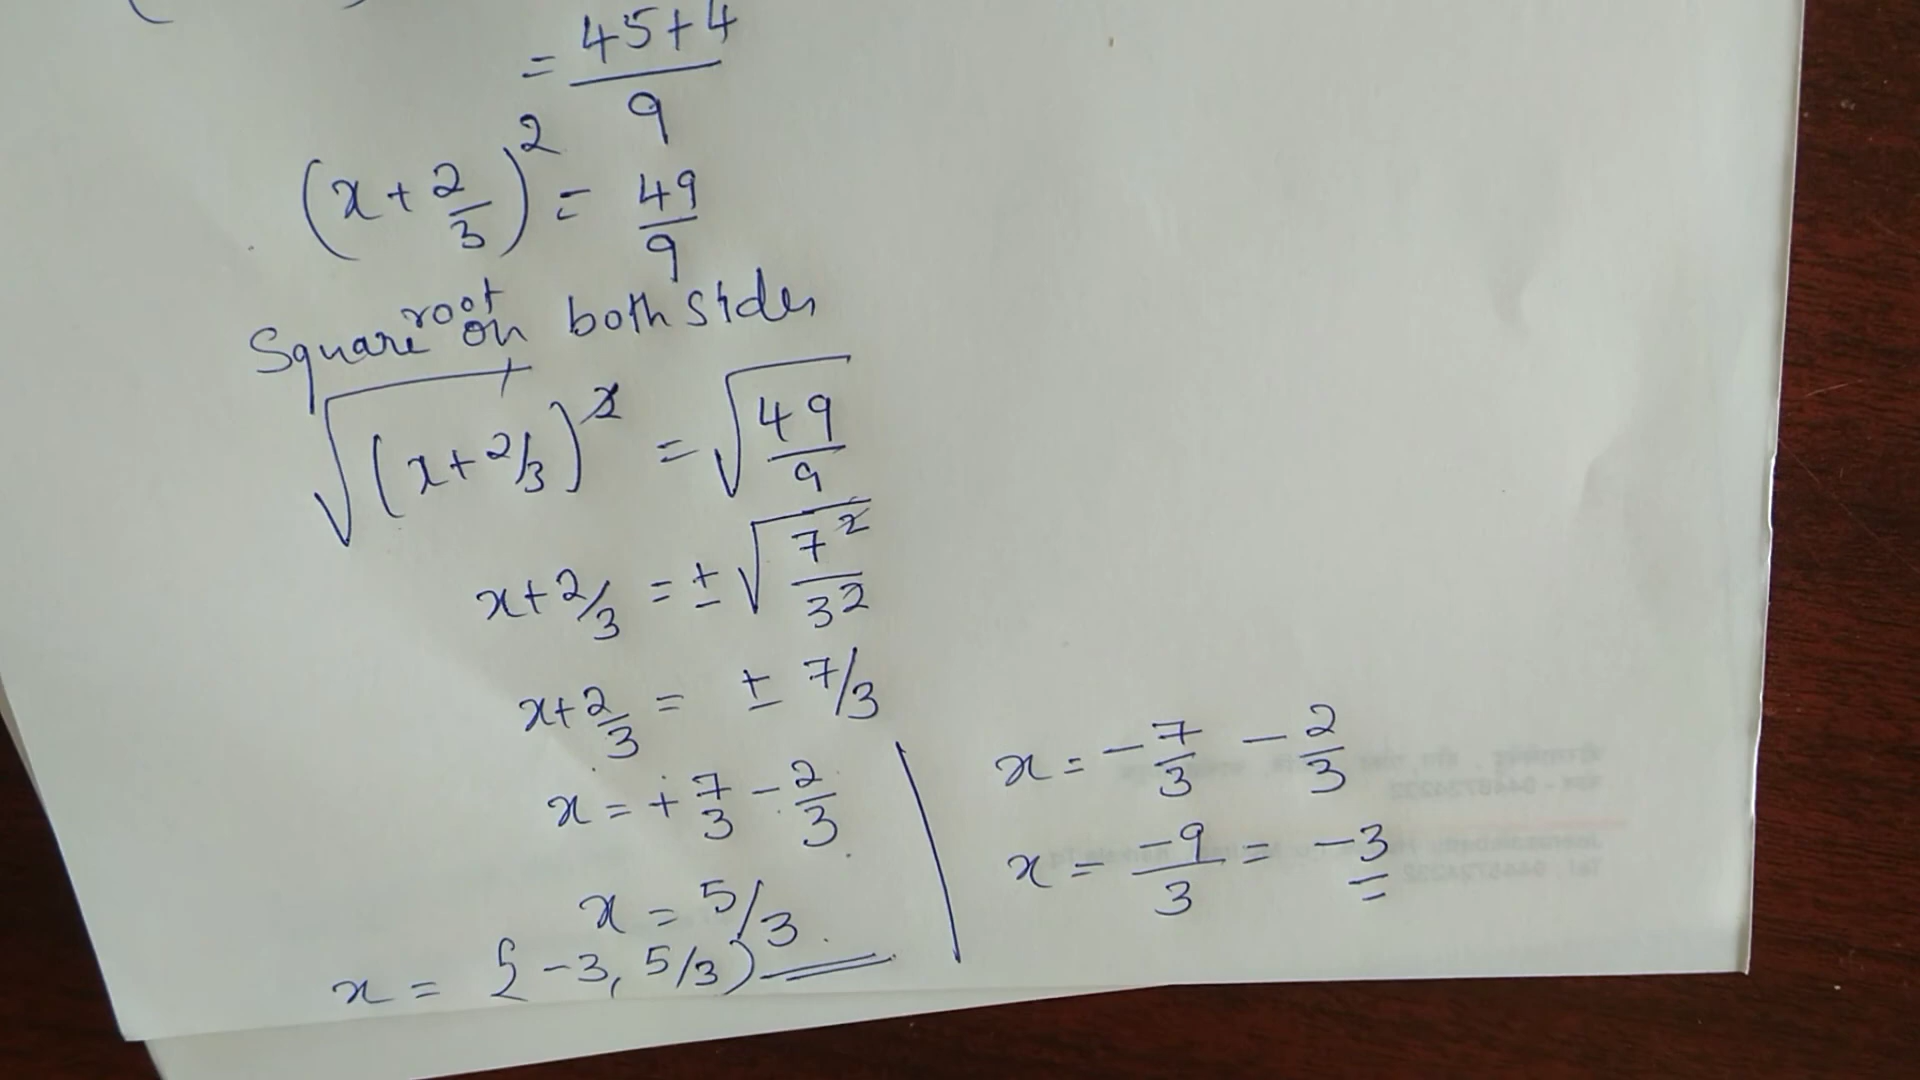 = 45+4/9
(x + 2/3)² = 49/9
Square root on both sides
√(x+2/3)² = √49/9
x+2/3 = ± √7²/3²
x+2/3 = ± 7/3
x = + 7/3 - 2/3
x = 5/3
x = {-3, 5/3)
x = - 7/3 - 2/3
x = -9/3 = -3